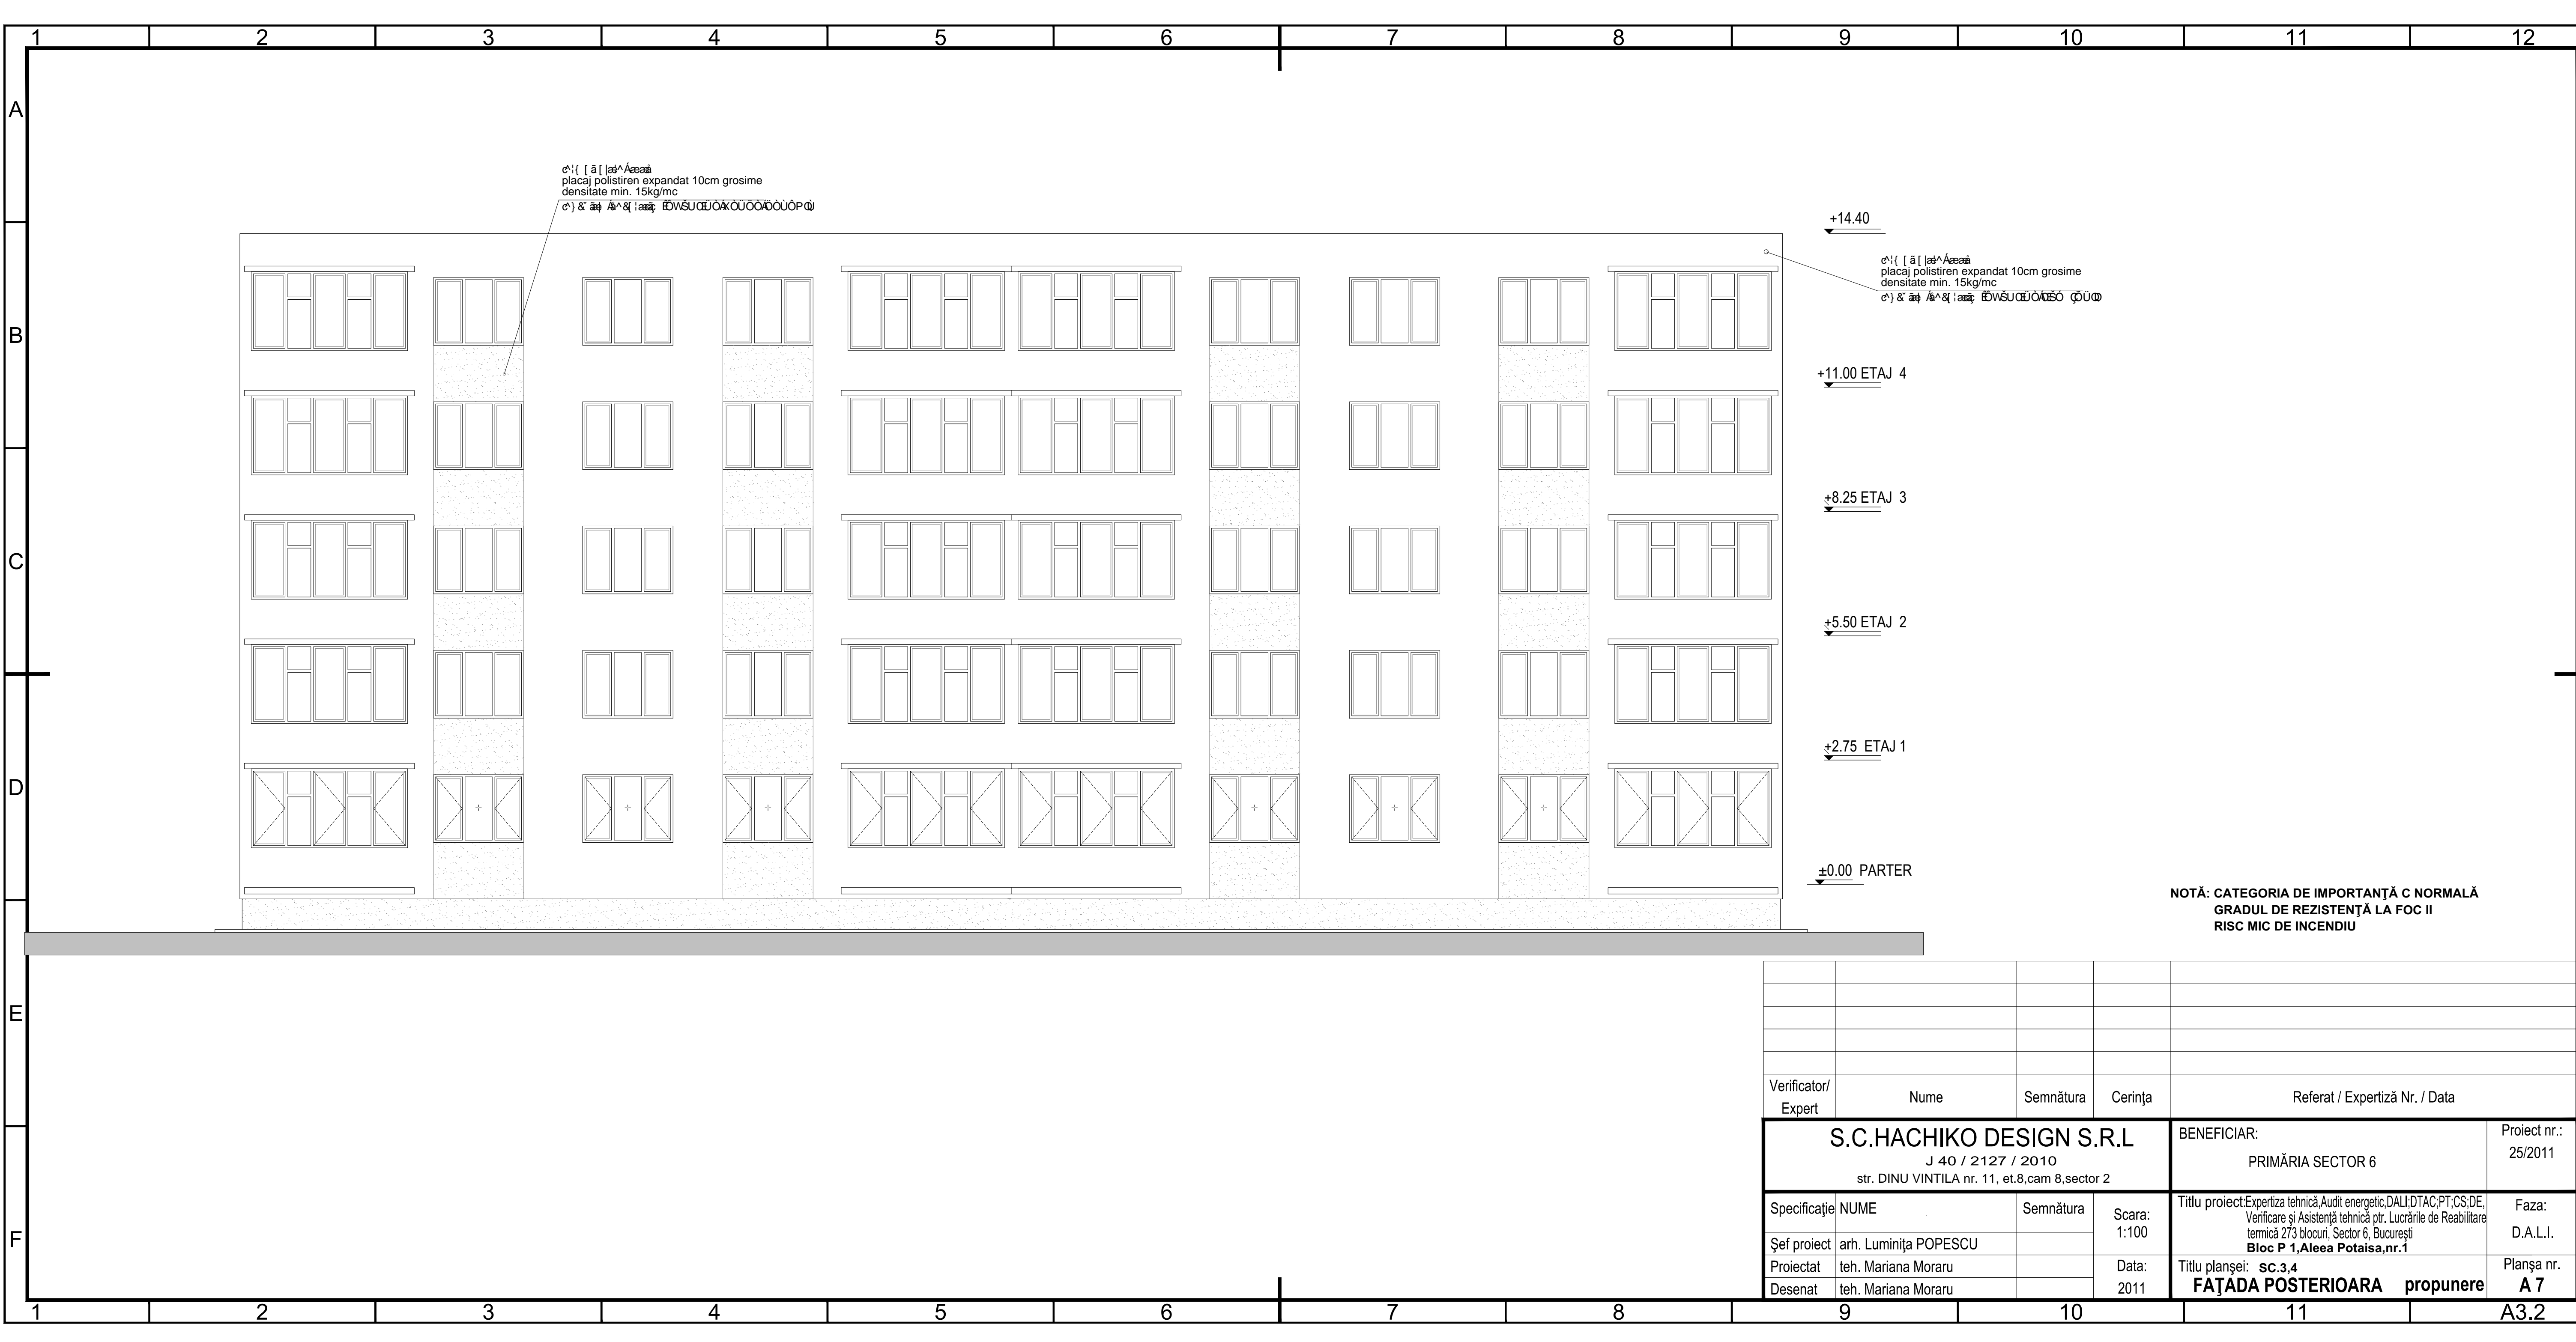 1 2 3 4 5 6 7 8 9 10 11 12
A
placaj polistiren expandat 10cm grosime
densitate min. 15kg/mc
+14.40
placaj polistiren expandat 10cm grosime
densitate min. 15kg/mc
B
+11.00 ETAJ 4
+8.25 ETAJ 3
C
+5.50 ETAJ 2
+2.75 ETAJ 1
D
±0.00 PARTER
NOTĂ: CATEGORIA DE IMPORTANŢĂ C NORMALĂ
GRADUL DE REZISTENŢĂ LA FOC II
RISC MIC DE INCENDIU
E
Verificator/
Expert
Nume
Semnătura
Cerinţa
Referat / Expertiză Nr. / Data
S.C.HACHIKO DESIGN S.R.L
J 40 / 2127 / 2010
str. DINU VINTILA nr. 11, et.8,cam 8,sector 2
BENEFICIAR:
PRIMĂRIA SECTOR 6
Proiect nr.:
25/2011
Specificaţie NUME Semnătura
Scara:
1:100
Şef proiect arh. Luminiţa POPESCU
Proiectat teh. Mariana Moraru
Desenat teh. Mariana Moraru
Data:
2011
Titlu proiect:Expertiza tehnică,Audit energetic,DALI;DTAC;PT;CS;DE,
Verificare şi Asistenţă tehnică ptr. Lucrările de Reabilitare
termică 273 blocuri, Sector 6, Bucureşti
Bloc P 1,Aleea Potaisa,nr.1
Faza:
D.A.L.I.
Titlu planşei: SC.3,4
FAŢADA POSTERIOARA propunere
Planşa nr.
A 7
F
1 2 3 4 5 6 7 8 9 10 11 A3.2